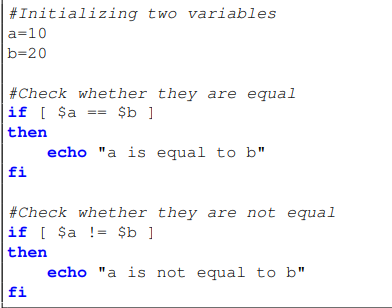 #Initializing two variables
a=10
b=20
#Check whether they are equal
if [ $a == $b ]
then
echo "a is equal to b"
fi
#Check whether they are not equal
if [ $a != $b ]
then
echo "a is not equal to b"
fi